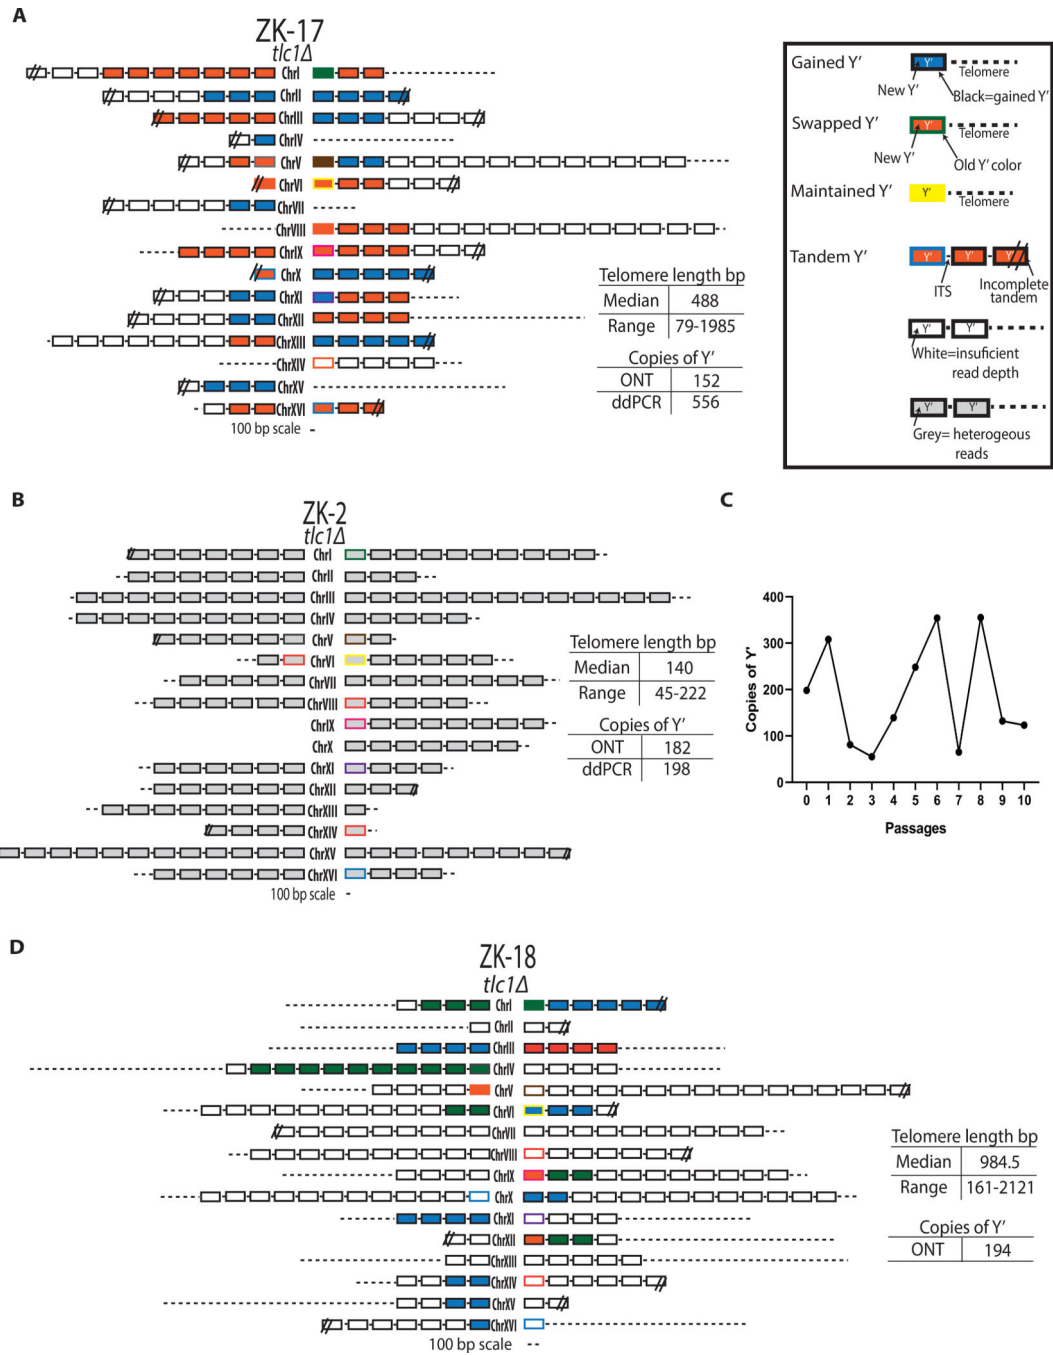 A
ZK-17
tlc1Δ
ChrI
ChrII
ChrIII
ChrIV
ChrV
ChrVI
ChrVII
ChrVIII
ChrIX
ChrX
ChrXI
ChrXII
ChrXIII
ChrXIV
ChrXV
ChrXVI
100 bp scale
Telomere length bp
Median 488
Range 79-1985
Copies of Y'
ONT 152
ddPCR 556
Gained Y'
Y'
Telomere
New Y'
Black=gained Y'
Swapped Y'
Y'
Telomere
New Y'
Old Y' color
Maintained Y'
Y'
Telomere
Tandem Y'
Y' Y' Y'
ITS
Incomplete
tandem
Y' Y'
White=insuficient
read depth
Y' Y'
Grey= heterogeous
reads
B
ZK-2
tlc1Δ
ChrI
ChrII
ChrIII
ChrIV
ChrV
ChrVI
ChrVII
ChrVIII
ChrIX
ChrX
ChrXI
ChrXII
ChrXIII
ChrXIV
ChrXV
ChrXVI
100 bp scale
Telomere length bp
Median 140
Range 45-222
Copies of Y'
ONT 182
ddPCR 198
C
400
300
200
100
0
Copies of Y'
0 1 2 3 4 5 6 7 8 9 10
Passages
D
ZK-18
tlc1Δ
ChrI
ChrII
ChrIII
ChrIV
ChrV
ChrVI
ChrVII
ChrVIII
ChrIX
ChrX
ChrXI
ChrXII
ChrXIII
ChrXIV
ChrXV
ChrXVI
100 bp scale
Telomere length bp
Median 984.5
Range 161-2121
Copies of Y'
ONT 194